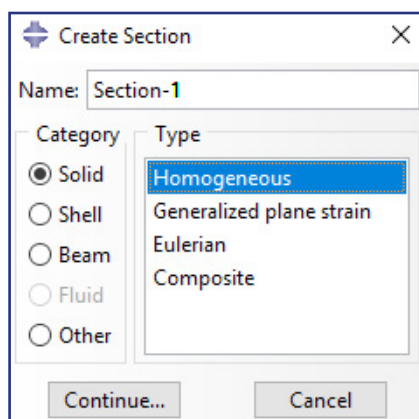 Create Section
Name: Section-1
Category
Solid
Shell
Beam
Fluid
Other
Type
Homogeneous
Generalized plane strain
Eulerian
Composite
Continue... Cancel